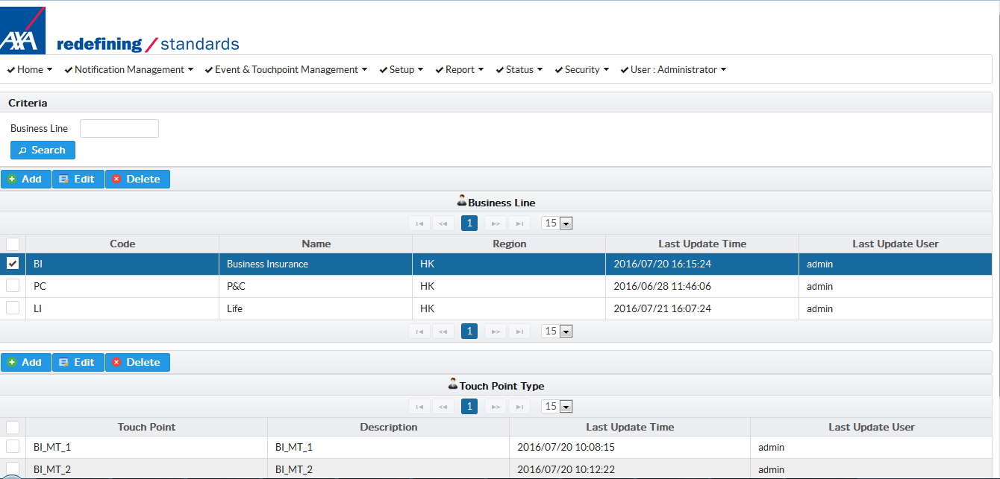 AXA
redefining / standards
Home Notification Management Event & Touchpoint Management Setup Report Status Security User : Administrator
Criteria
Business Line
Search
Add Edit Delete
Business Line
1 15
Code Name Region Last Update Time Last Update User
BI Business Insurance HK 2016/07/20 16:15:24 admin
PC P&C HK 2016/06/28 11:46:06 admin
LI Life HK 2016/07/21 16:07:24 admin
1 15
Add Edit Delete
Touch Point Type
1 15
Touch Point Description Last Update Time Last Update User
BI_MT_1 BI_MT_1 2016/07/20 10:08:15 admin
BI_MT_2 BI_MT_2 2016/07/20 10:12:22 admin